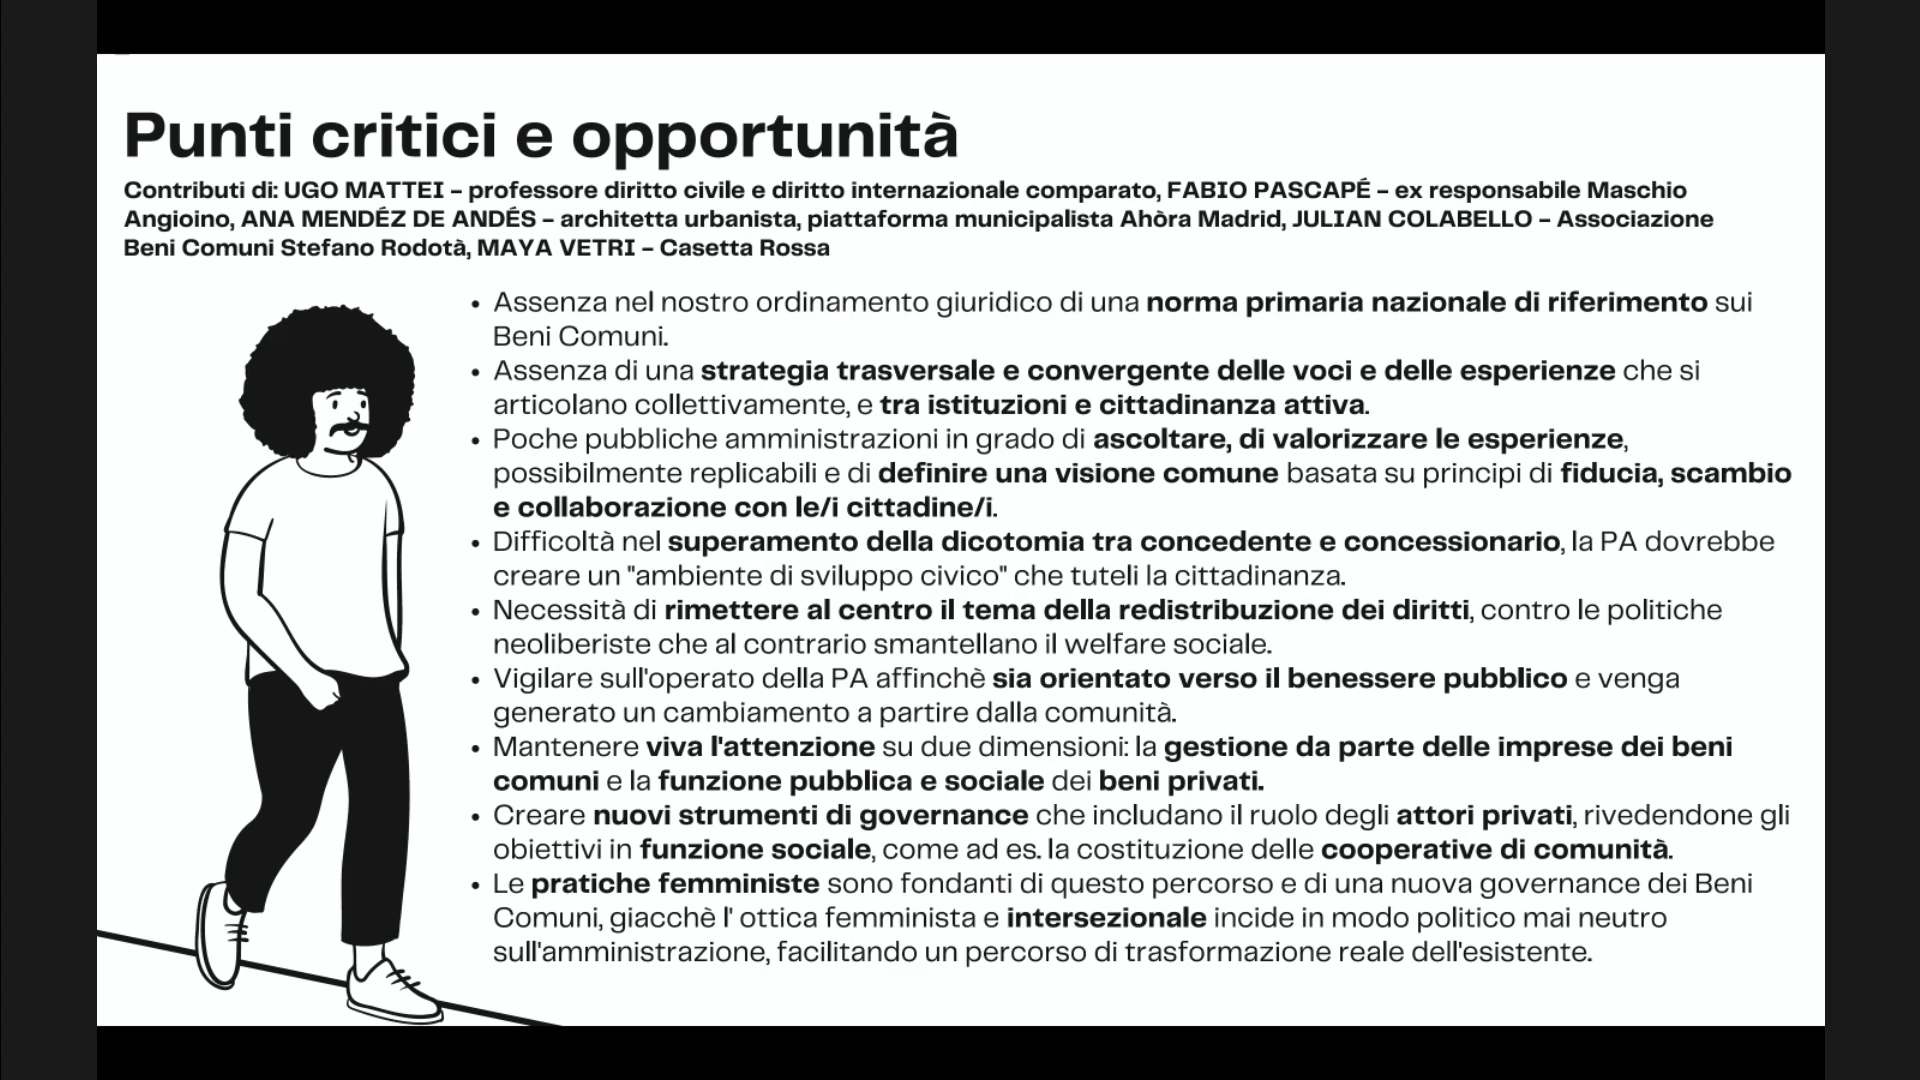 Punti critici e opportunità
Contributi di: UGO MATTEI – professore diritto civile e diritto internazionale comparato, FABIO PASCAPÉ – ex responsabile Maschio
Angioino, ANA MENDÉZ DE ANDÉS – architetta urbanista, piattaforma municipalista Ahòra Madrid, JULIAN COLABELLO – Associazione
Beni Comuni Stefano Rodotà, MAYA VETRI – Casetta Rossa
• Assenza nel nostro ordinamento giuridico di una norma primaria nazionale di riferimento sui
Beni Comuni.
• Assenza di una strategia trasversale e convergente delle voci e delle esperienze che si
articolano collettivamente, e tra istituzioni e cittadinanza attiva.
• Poche pubbliche amministrazioni in grado di ascoltare, di valorizzare le esperienze,
possibilmente replicabili e di definire una visione comune basata su principi di fiducia, scambio
e collaborazione con le/i cittadine/i.
• Difficoltà nel superamento della dicotomia tra concedente e concessionario, la PA dovrebbe
creare un "ambiente di sviluppo civico" che tuteli la cittadinanza.
• Necessità di rimettere al centro il tema della redistribuzione dei diritti, contro le politiche
neoliberiste che al contrario smantellano il welfare sociale.
• Vigilare sull'operato della PA affinchè sia orientato verso il benessere pubblico e venga
generato un cambiamento a partire dalla comunità.
• Mantenere viva l'attenzione su due dimensioni: la gestione da parte delle imprese dei beni
comuni e la funzione pubblica e sociale dei beni privati.
• Creare nuovi strumenti di governance che includano il ruolo degli attori privati, rivedendone gli
obiettivi in funzione sociale, come ad es. la costituzione delle cooperative di comunità.
• Le pratiche femministe sono fondanti di questo percorso e di una nuova governance dei Beni
Comuni, giacchè l' ottica femminista e intersezionale incide in modo politico mai neutro
sull'amministrazione, facilitando un percorso di trasformazione reale dell'esistente.